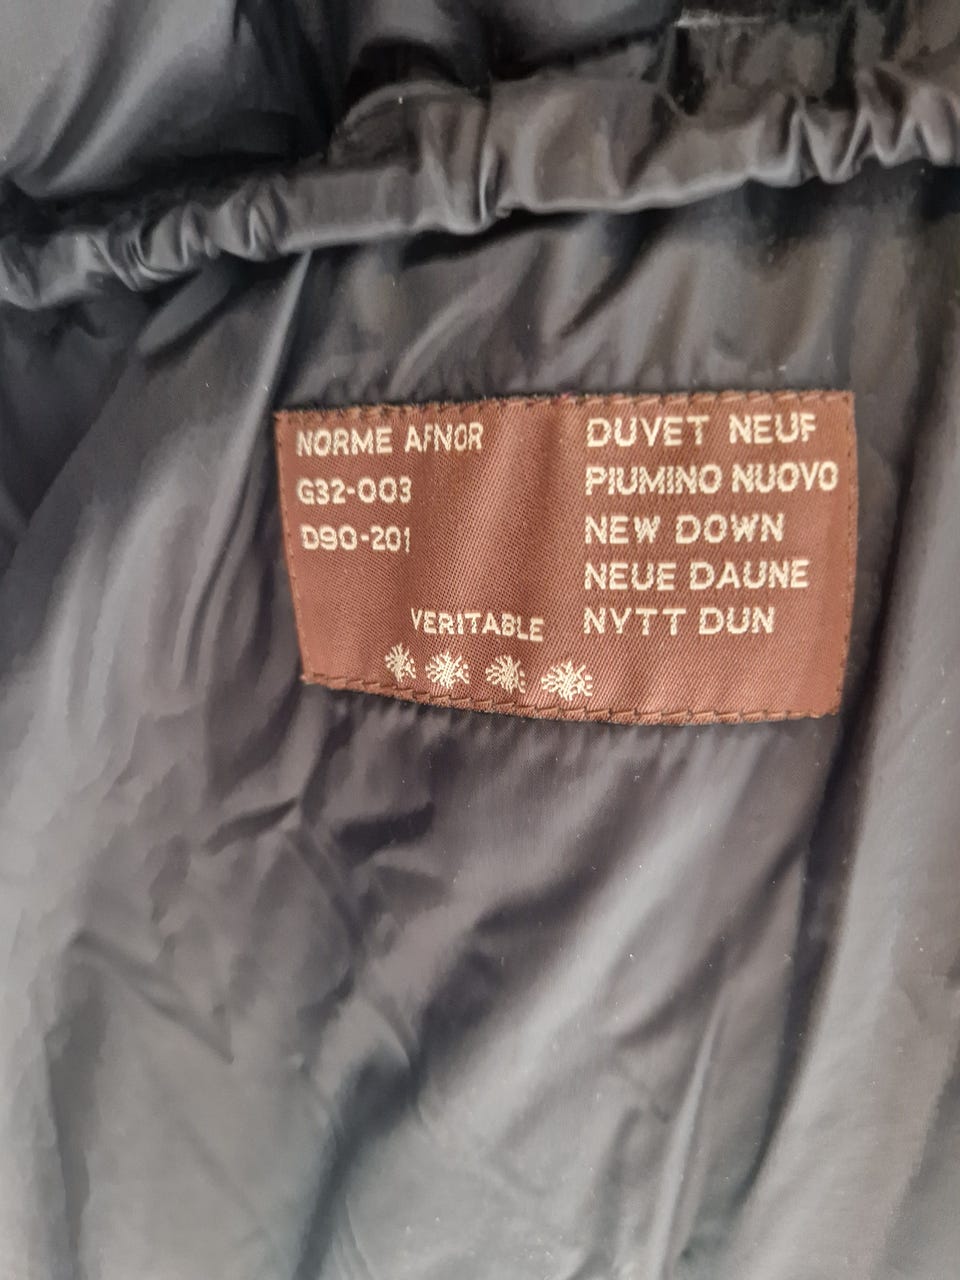 NORME AFNOR
G32-003
D90-201
VERITABLE
DUVET NEUF
PIUMINO NUOVO
NEW DOWN
NEUE DAUNE
NYTT DUN